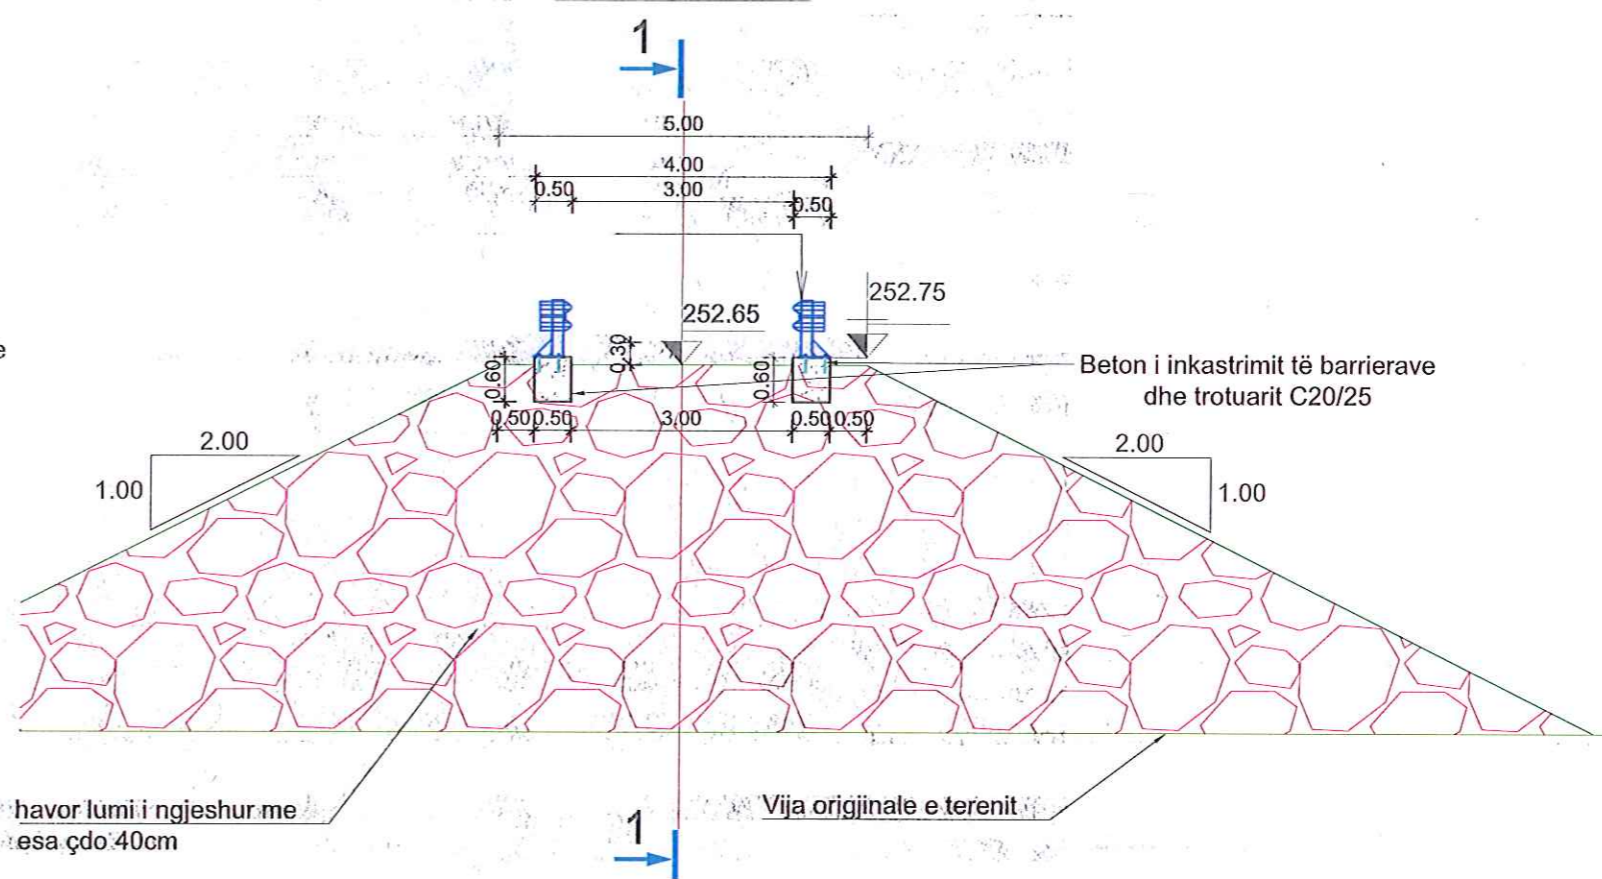 1
5.00
4.00
0.50 3.00
0.50
252.75
252.65
e
0.30
0.60
0.60
Beton i inkastrimit të barrierave
dhe trotuarit C20/25
0.50 0.50 3.00 0.50 0.50
2.00
2.00
1.00
1.00
havor lumi i ngjeshur me
esa çdo 40cm
Vija origjinale e terenit
1